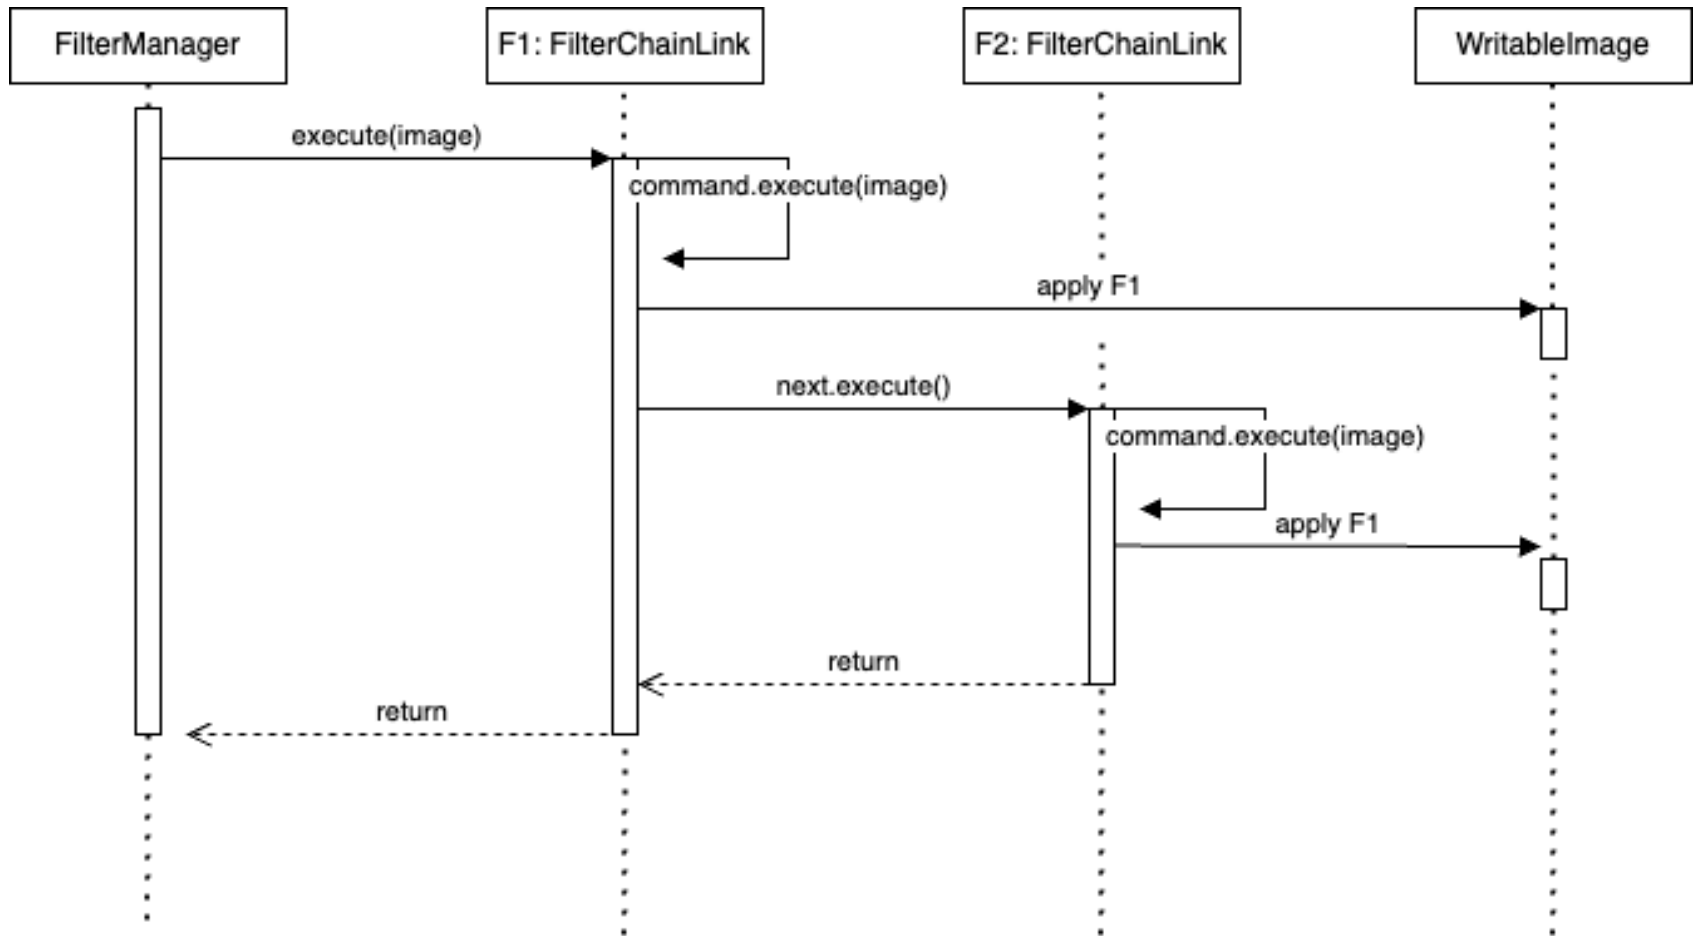 FilterManager
F1: FilterChainLink
F2: FilterChainLink
WritableImage
execute(image)
command.execute(image)
apply F1
next.execute()
command.execute(image)
apply F1
return
return